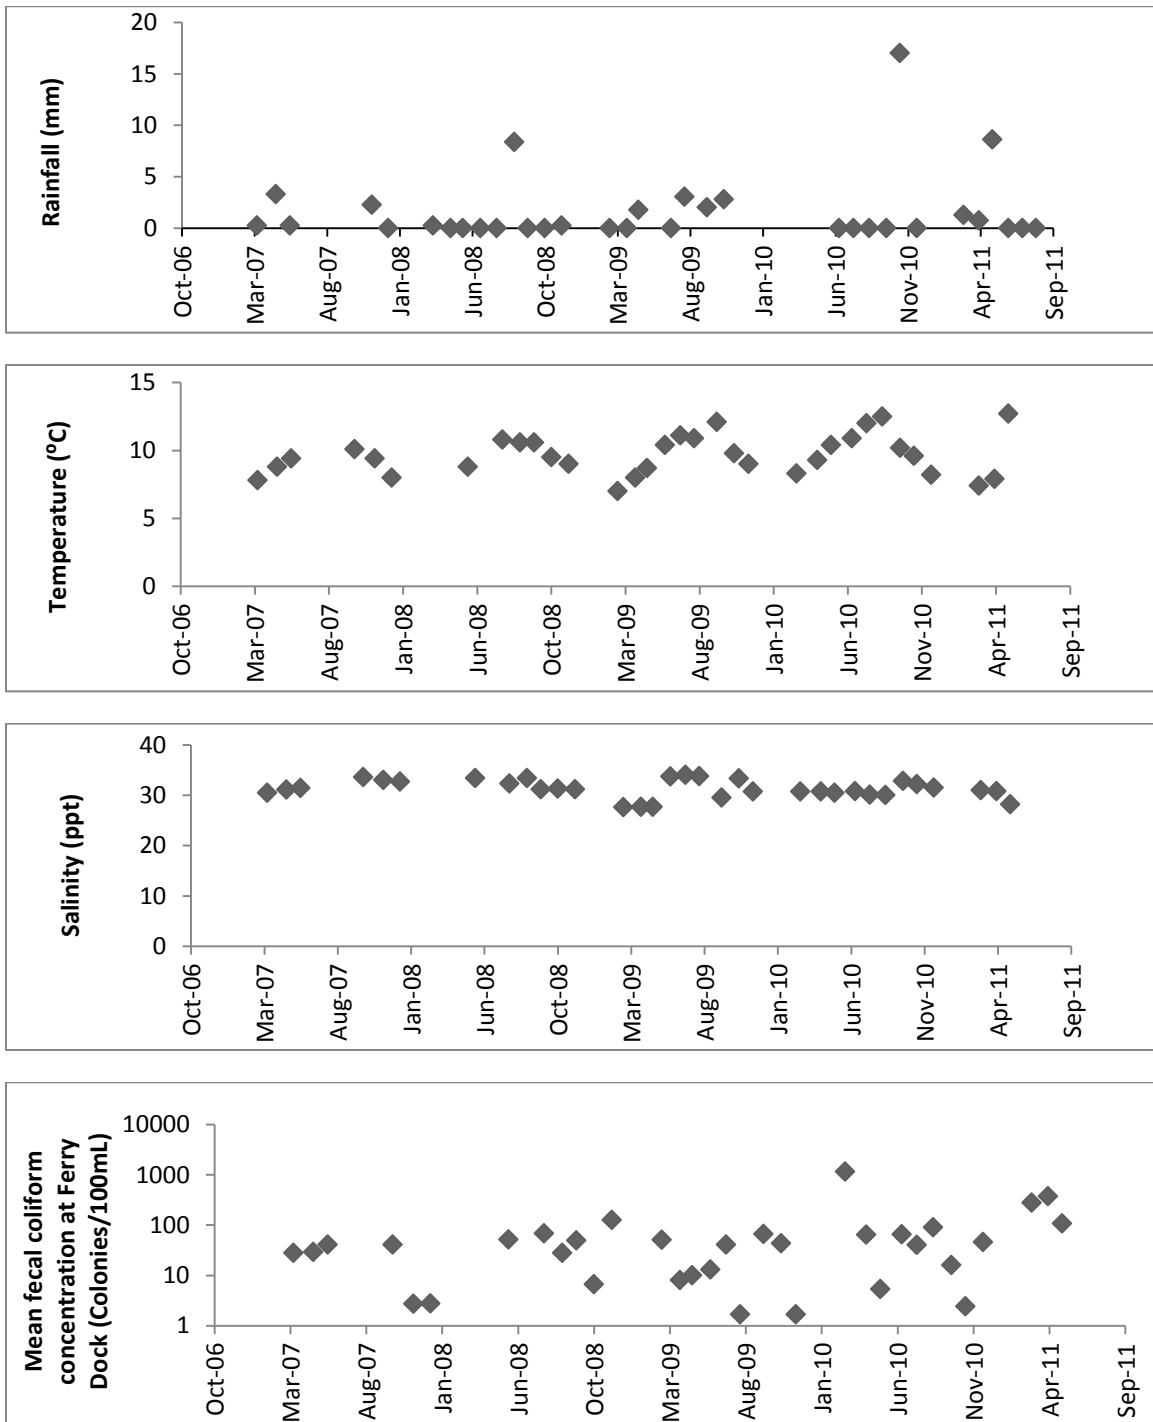 Rainfall (mm)
20
15
10
5
0
Oct-06
Mar-07
Aug-07
Jan-08
Jun-08
Oct-08
Mar-09
Aug-09
Jan-10
Jun-10
Nov-10
Apr-11
Sep-11
Temperature (⁰C)
15
10
5
0
Oct-06
Mar-07
Aug-07
Jan-08
Jun-08
Oct-08
Mar-09
Aug-09
Jan-10
Jun-10
Nov-10
Apr-11
Sep-11
Salinity (ppt)
40
30
20
10
0
Oct-06
Mar-07
Aug-07
Jan-08
Jun-08
Oct-08
Mar-09
Aug-09
Jan-10
Jun-10
Nov-10
Apr-11
Sep-11
Mean fecal coliform
concentration at Ferry
Dock (Colonies/100mL)
10000
1000
100
10
1
Oct-06
Mar-07
Aug-07
Jan-08
Jun-08
Oct-08
Mar-09
Aug-09
Jan-10
Jun-10
Nov-10
Apr-11
Sep-11